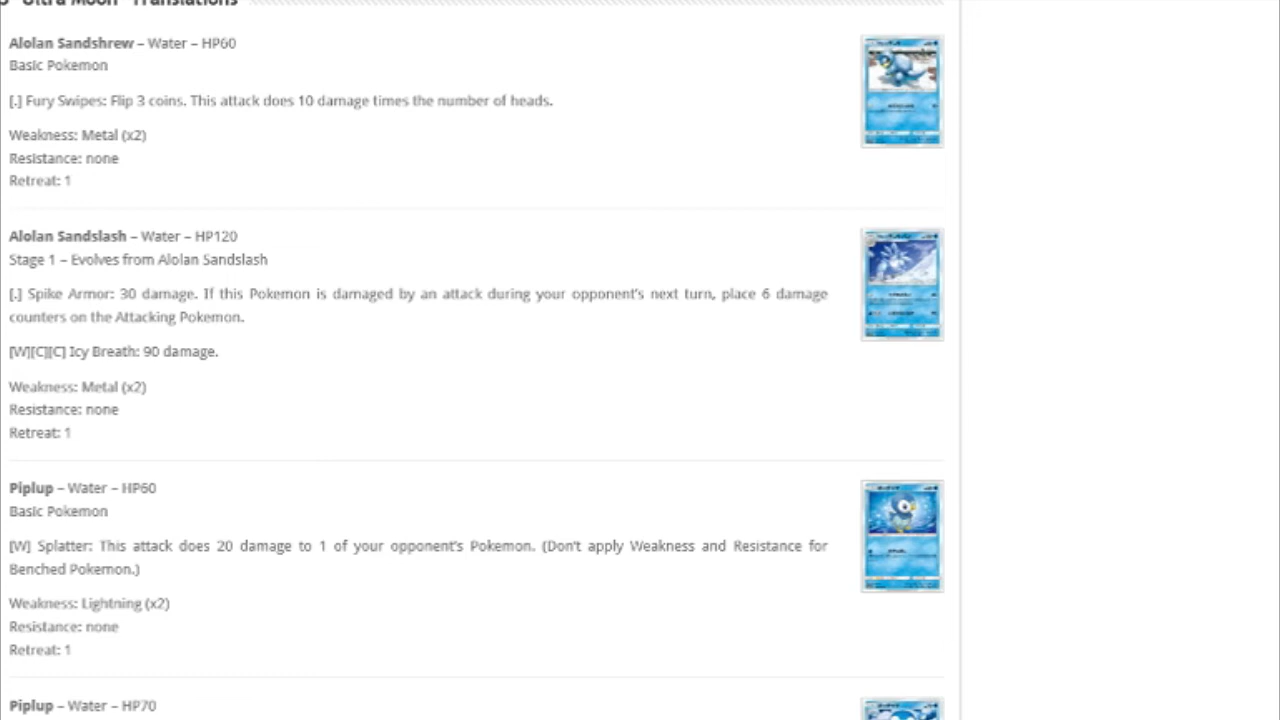 "Ultra Moon" Translations
Alolan Sandshrew – Water – HP60
Basic Pokemon
[.] Fury Swipes: Flip 3 coins. This attack does 10 damage times the number of heads.
Weakness: Metal (x2)
Resistance: none
Retreat: 1
Alolan Sandslash – Water – HP120
Stage 1 – Evolves from Alolan Sandslash
[.] Spike Armor: 30 damage. If this Pokemon is damaged by an attack during your opponent's next turn, place 6 damage
counters on the Attacking Pokemon.
[W][C][C] Icy Breath: 90 damage.
Weakness: Metal (x2)
Resistance: none
Retreat: 1
Piplup – Water – HP60
Basic Pokemon
[W] Splatter: This attack does 20 damage to 1 of your opponent's Pokemon. (Don't apply Weakness and Resistance for
Benched Pokemon.)
Weakness: Lightning (x2)
Resistance: none
Retreat: 1
Piplup – Water – HP70